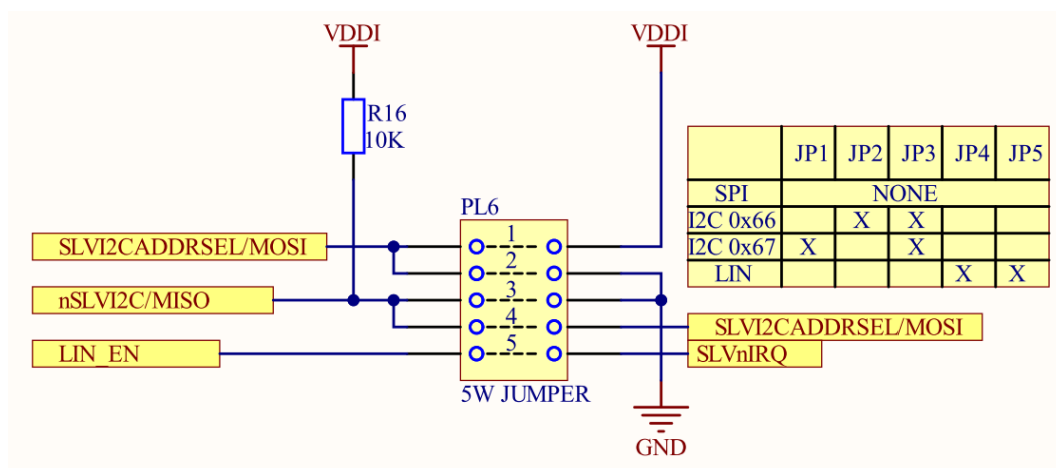 VDDI
VDDI
R16
10K
JP1 JP2 JP3 JP4 JP5
SPI NONE
I2C 0x66 X X
I2C 0x67 X X
LIN X X
PL6
SLVI2CADDRSEL/MOSI
1
2
nSLVI2C/MISO
3
4
SLVI2CADDRSEL/MOSI
LIN_EN
5
SLVnIRQ
5W JUMPER
GND